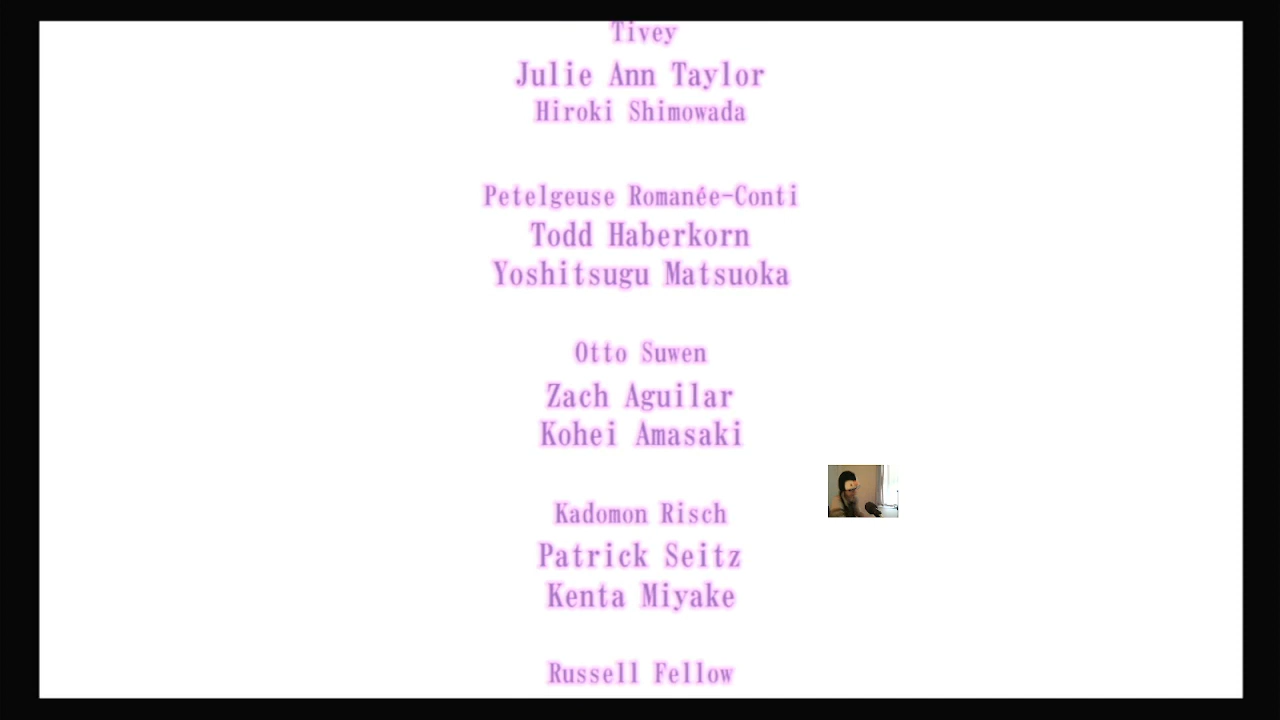 Tivey
Julie Ann Taylor
Hiroki Shimowada
Petelgeuse Romanée-Conti
Todd Haberkorn
Yoshitsugu Matsuoka
Otto Suwen
Zach Aguilar
Kohei Amasaki
Kadomon Risch
Patrick Seitz
Kenta Miyake
Russell Fellow